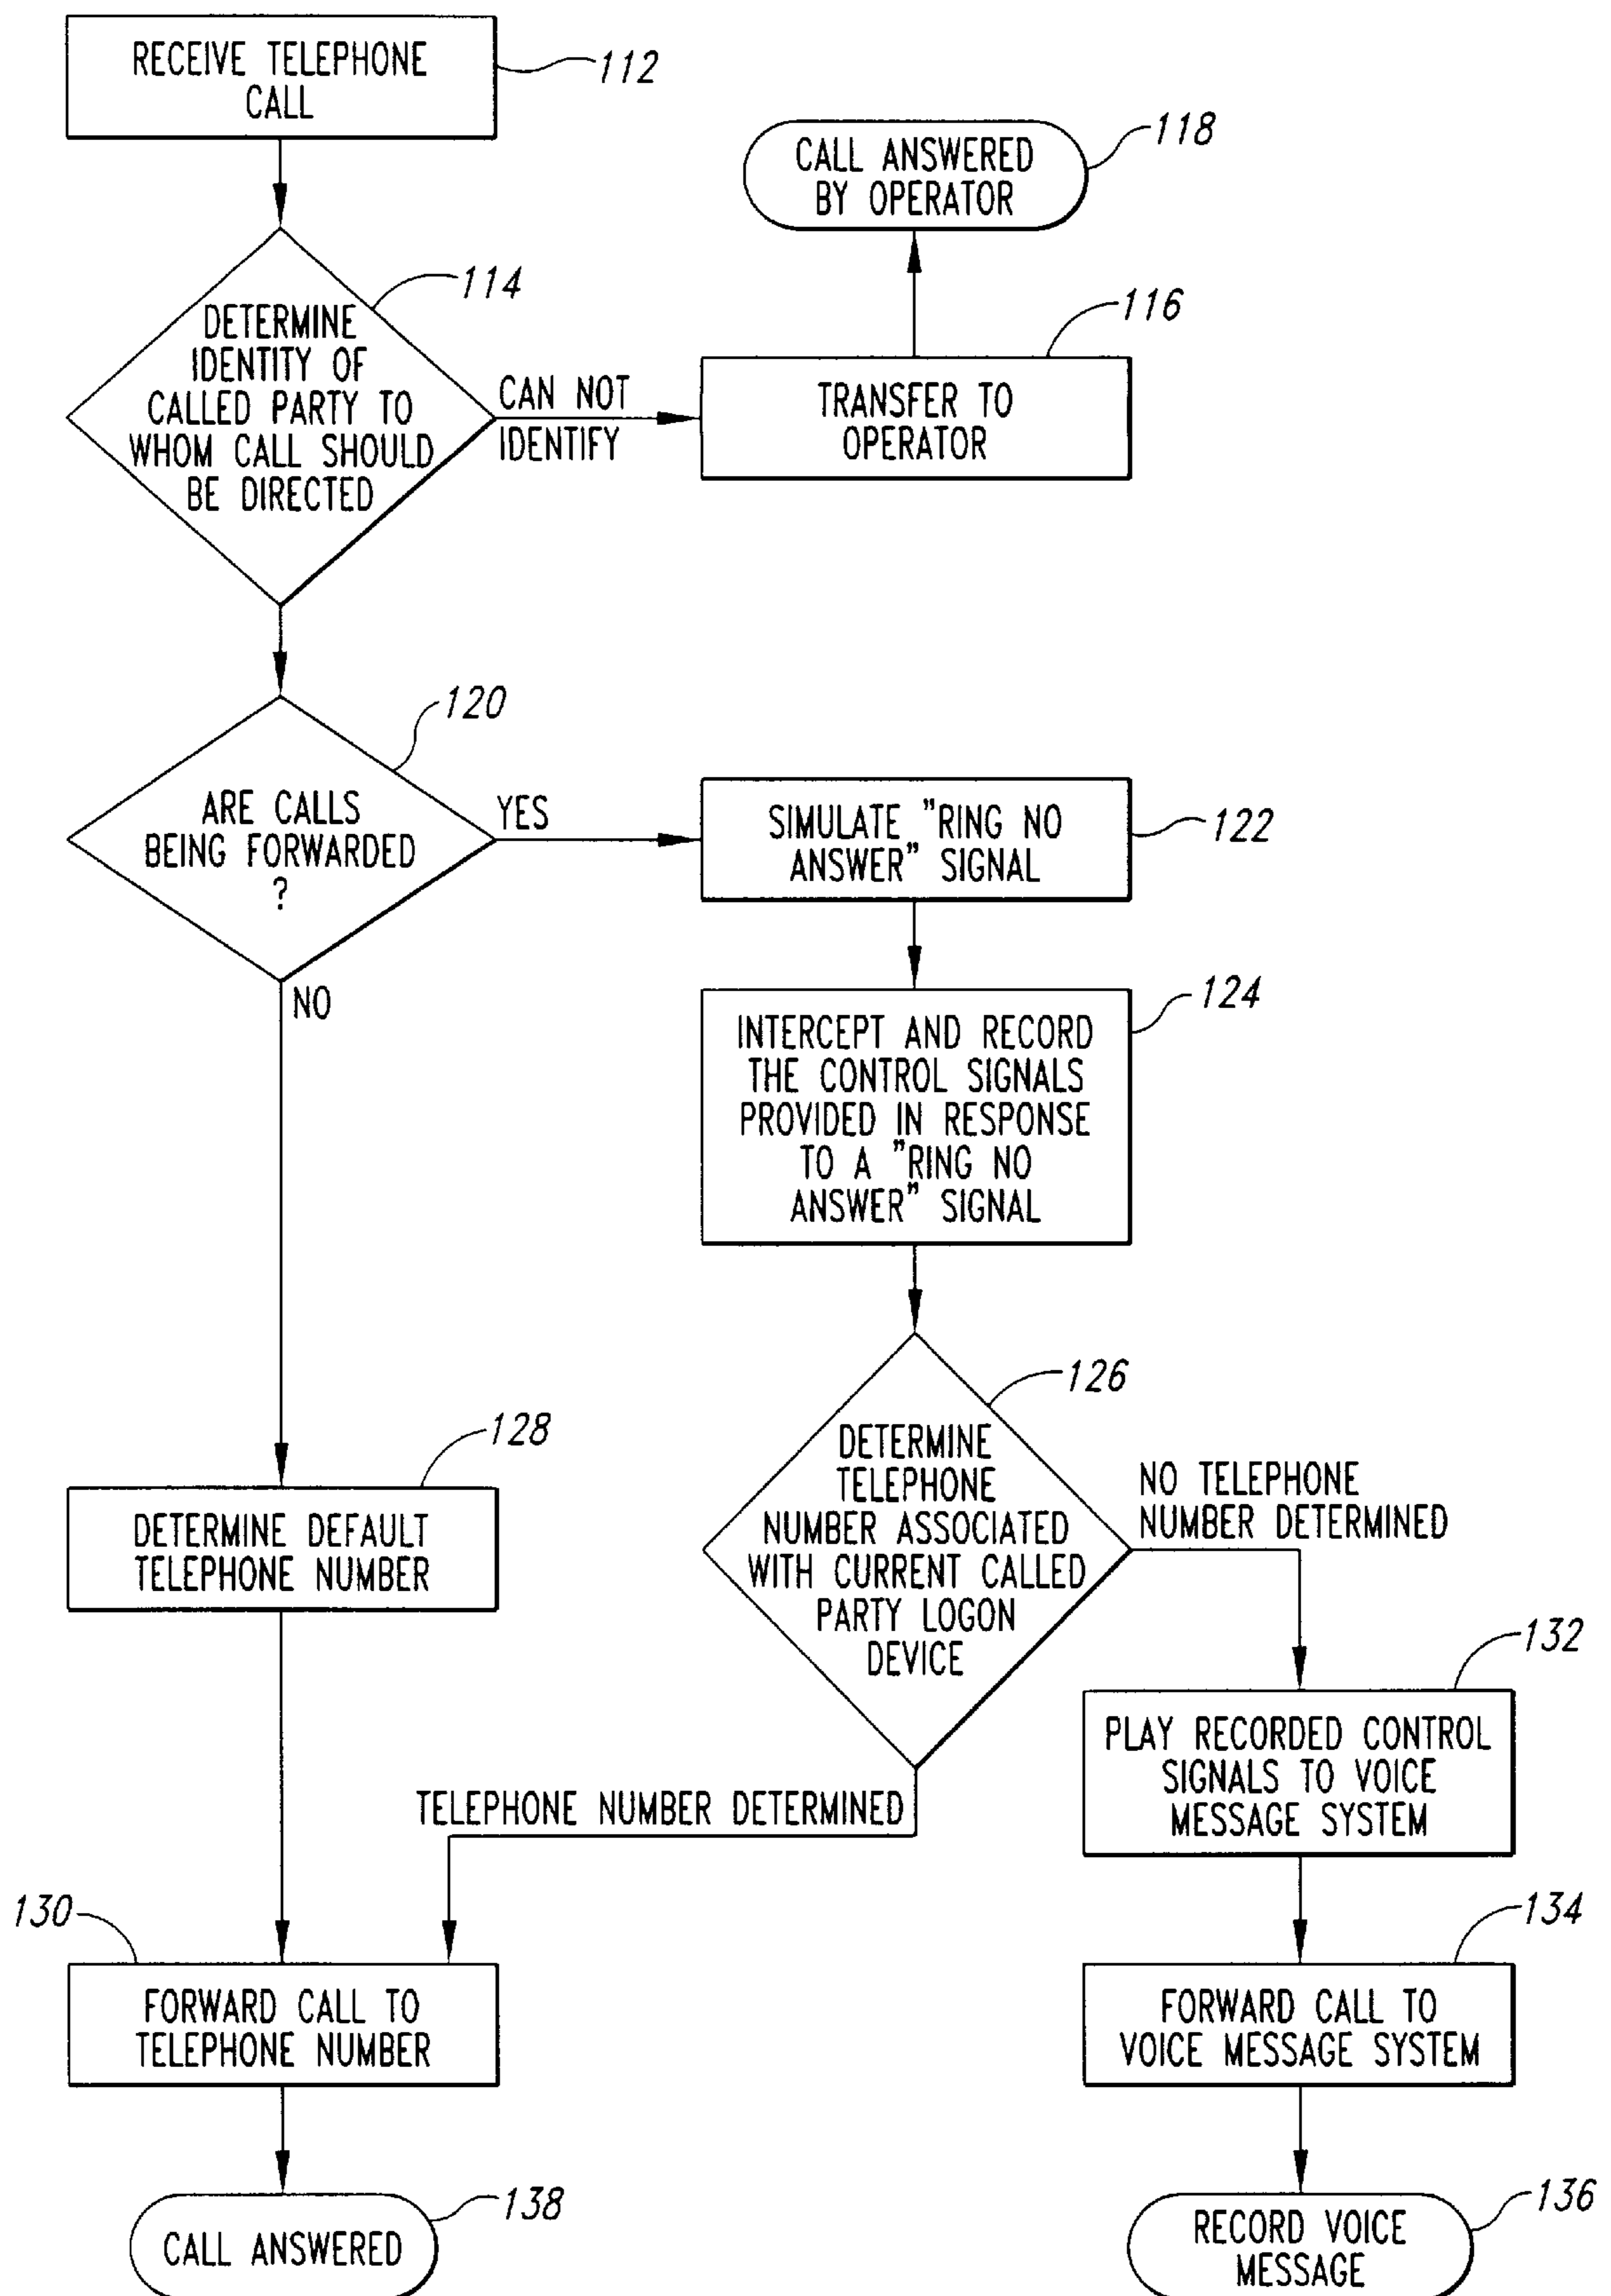 RECEIVE TELEPHONE
CALL
112
CALL ANSWERED
BY OPERATOR
118
DETERMINE
IDENTITY OF
CALLED PARTY TO
WHOM CALL SHOULD
BE DIRECTED
114
CAN NOT
IDENTIFY
TRANSFER TO
OPERATOR
116
ARE CALLS
BEING FORWARDED
?
120
YES
NO
SIMULATE "RING NO
ANSWER" SIGNAL
122
INTERCEPT AND RECORD
THE CONTROL SIGNALS
PROVIDED IN RESPONSE
TO A "RING NO
ANSWER" SIGNAL
124
DETERMINE
TELEPHONE
NUMBER ASSOCIATED
WITH CURRENT CALLED
PARTY LOGON
DEVICE
126
NO TELEPHONE
NUMBER DETERMINED
TELEPHONE NUMBER DETERMINED
DETERMINE DEFAULT
TELEPHONE NUMBER
128
PLAY RECORDED CONTROL
SIGNALS TO VOICE
MESSAGE SYSTEM
132
130
FORWARD CALL TO
TELEPHONE NUMBER
FORWARD CALL TO
VOICE MESSAGE SYSTEM
134
CALL ANSWERED
138
RECORD VOICE
MESSAGE
136